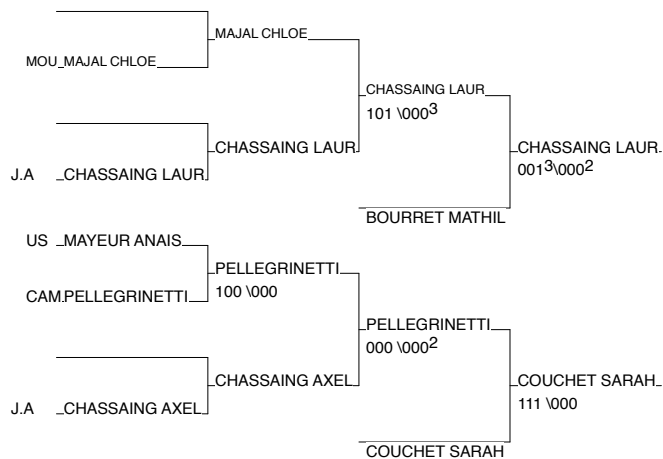 MAJAL CHLOE
MOU MAJAL CHLOE
CHASSAING LAUR
101 \000³
CHASSAING LAUR
CHASSAING LAUR
001³\000²
J.A CHASSAING LAUR
BOURRET MATHIL
US MAYEUR ANAIS
PELLEGRINETTI
100 \000
CAM PELLEGRINETTI
PELLEGRINETTI
000 \000²
CHASSAING AXEL
COUCHET SARAH
111 \000
J.A CHASSAING AXEL
COUCHET SARAH